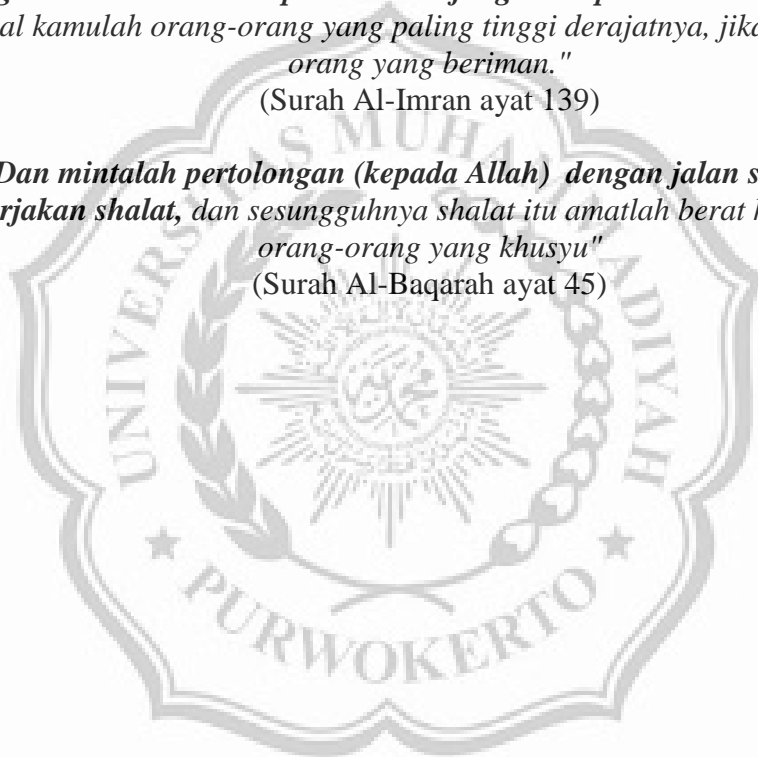 al kamulah orang-orang yang paling tinggi derajatnya, jika
orang yang beriman."
(Surah Al-Imran ayat 139)
Dan mintalah pertolongan (kepada Allah) dengan jalan s
rjakan shalat, dan sesungguhnya shalat itu amatlah berat
orang-orang yang khusyu"
(Surah Al-Baqarah ayat 45)
UNIVERSITAS MUHAMMADIYAH
PURWOKERTO